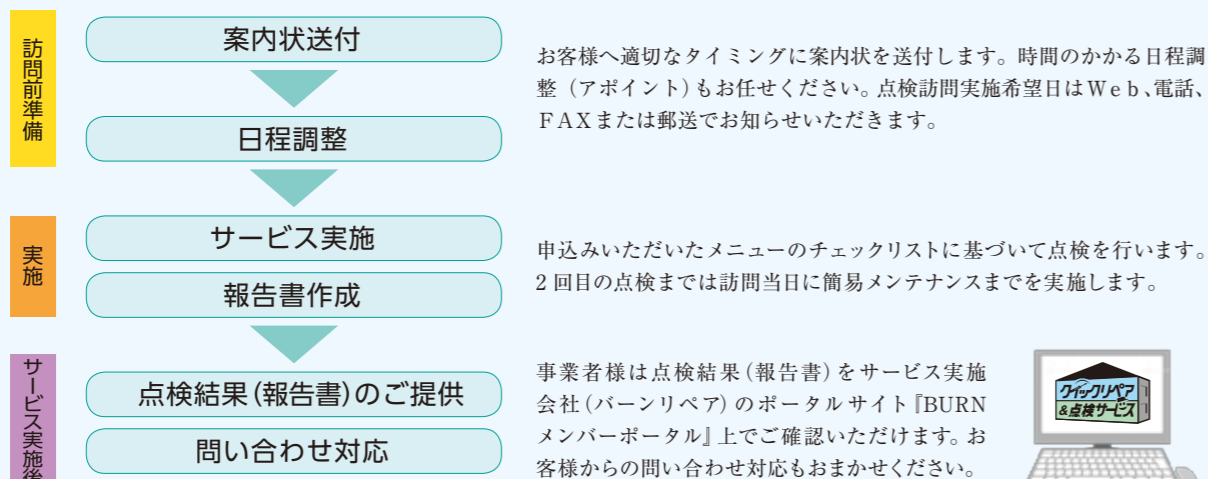 訪問前準備
案内状送付
日程調整
お客様へ適切なタイミングに案内状を送付します。時間のかかる日程調
整（アポイント）もお任せください。点検訪問実施希望日はＷｅｂ、電話、
ＦＡＸまたは郵送でお知らせいただきます。
実施
サービス実施
報告書作成
申込みいただいたメニューのチェックリストに基づいて点検を行います。
2 回目の点検までは訪問当日に簡易メンテナンスまでを実施します。
サービス実施後
点検結果（報告書）のご提供
問い合わせ対応
事業者様は点検結果（報告書）をサービス実施
会社（バーンリペア）のポータルサイト『BURN
メンバーポータル』上でご確認いただけます。お
客様からの問い合わせ対応もおまかせください。
クイックリペア
&点検サービス